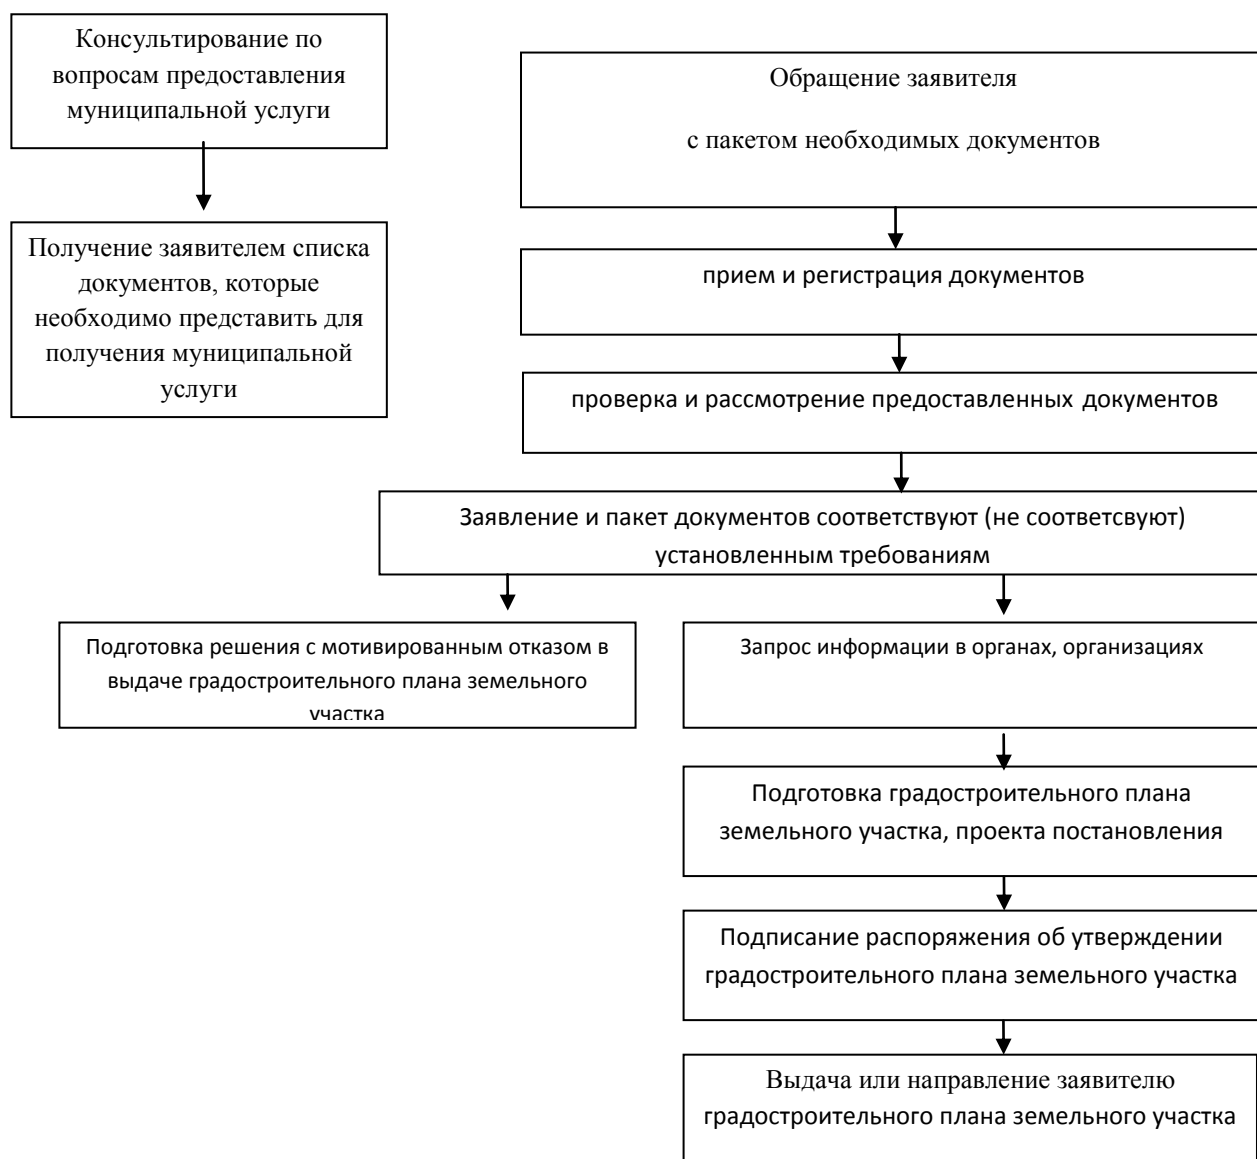 Консультирование по
вопросам предоставления
муниципальной услуги
Получение заявителем списка
документов, которые
необходимо представить для
получения муниципальной
услуги
Обращение заявителя
с пакетом необходимых документов
прием и регистрация документов
проверка и рассмотрение предоставленных документов
Заявление и пакет документов соответствуют (не соответсвуют)
установленным требованиям
Подготовка решения с мотивированным отказом в
выдаче градостроительного плана земельного
участка
Запрос информации в органах, организациях
Подготовка градостроительного плана
земельного участка, проекта постановления
Подписание распоряжения об утверждении
градостроительного плана земельного участка
Выдача или направление заявителю
градостроительного плана земельного участка